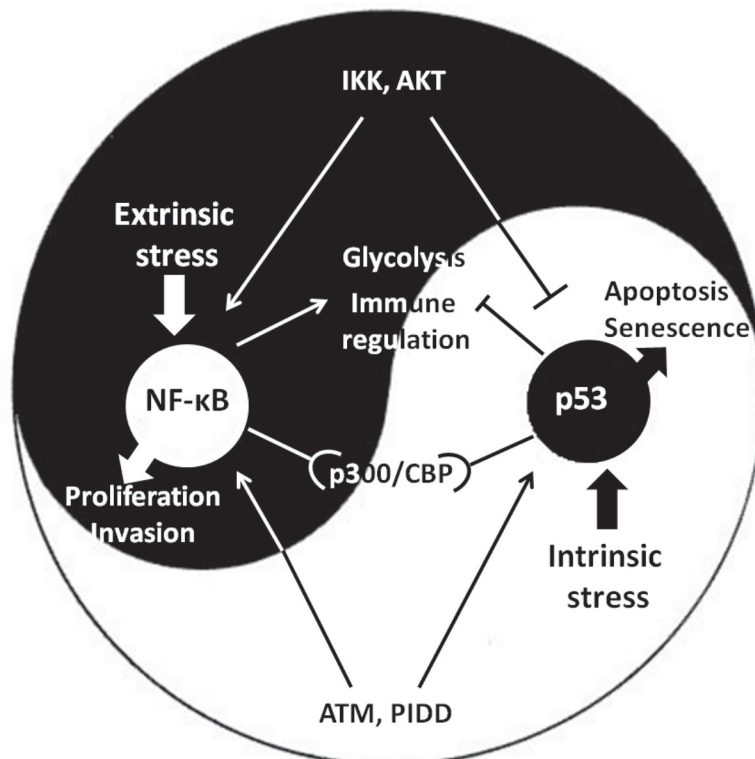 IKK, AKT
Extrinsic
stress
Glycolysis
Immune
regulation
Apoptosis
Senescence
NF-κB
p53
p300/CBP
Proliferation
Invasion
Intrinsic
stress
ATM, PIDD